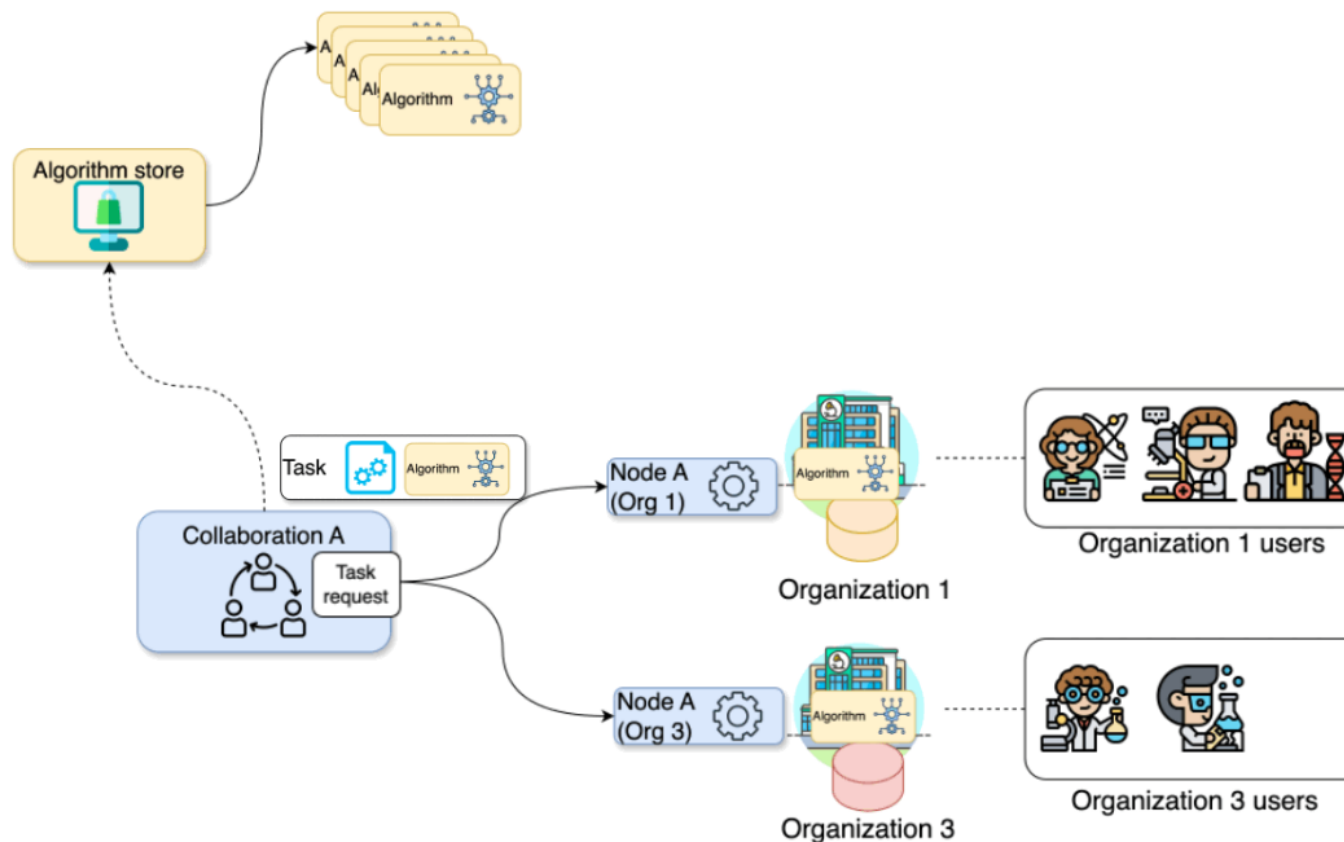 A
A
A
Al
Algorithm
Algorithm store
Task
Algorithm
Collaboration A
Task
request
Node A
(Org 1)
Algorithm
Organization 1
Organization 1 users
Node A
(Org 3)
Algorithm
Organization 3
Organization 3 users